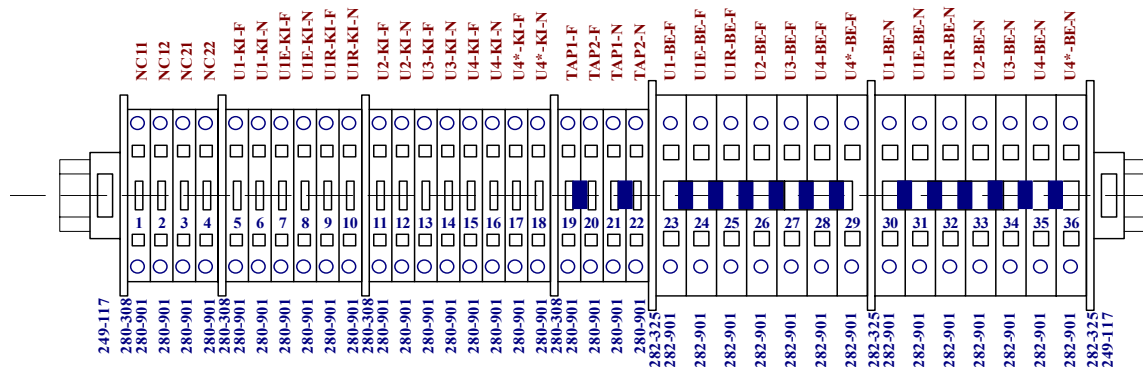 NC11
NC12
NC21
NC22
U1-KI-F
U1-KI-N
U1E-KI-F
U1E-KI-N
U1R-KI-F
U1R-KI-N
U2-KI-F
U2-KI-N
U3-KI-F
U3-KI-N
U4-KI-F
U4-KI-N
U4*-KI-F
U4*-KI-N
TAP1-F
TAP2-F
TAP1-N
TAP2-N
U1-BE-F
U1E-BE-F
U1R-BE-F
U2-BE-F
U3-BE-F
U4-BE-F
U4*-BE-F
U1-BE-N
U1E-BE-N
U1R-BE-N
U2-BE-N
U3-BE-N
U4-BE-N
U4*-BE-N
1 2 3 4 5 6 7 8 9 10 11 12 13 14 15 16 17 18 19 20 21 22 23 24 25 26 27 28 29 30 31 32 33 34 35 36
249-117
280-308
280-901
280-901
280-901
280-901
280-308
280-901
280-901
280-901
280-901
280-901
280-901
280-308
280-901
280-901
280-901
280-901
280-901
280-901
280-901
280-901
280-308
280-901
280-901
280-901
280-901
282-325
282-901
282-901
282-901
282-901
282-901
282-901
282-901
282-325
282-901
282-901
282-901
282-901
282-901
282-901
282-901
282-325
249-117